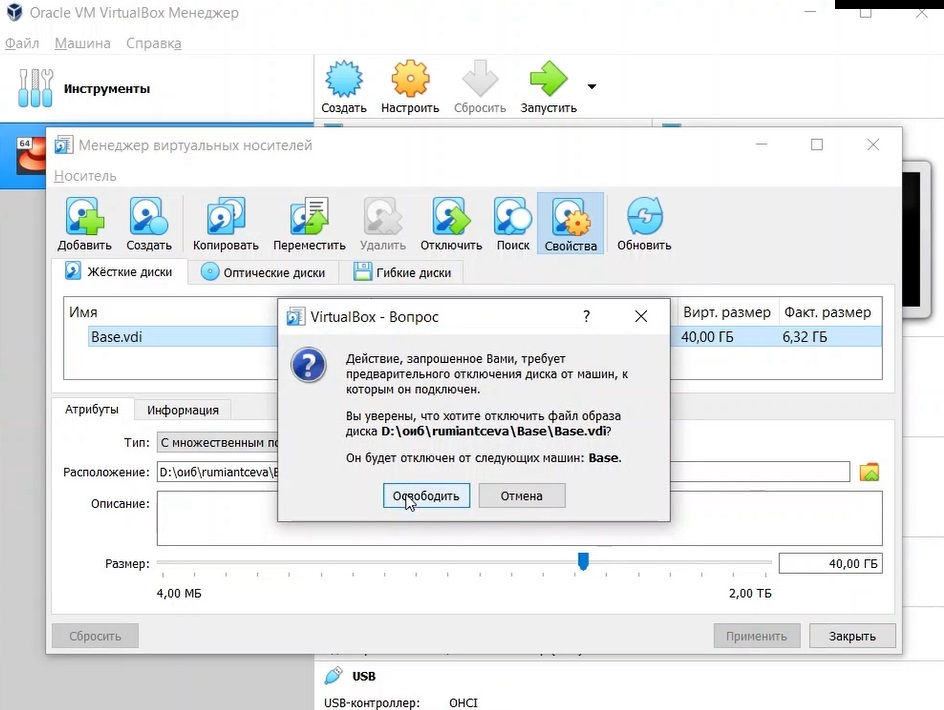 Oracle VM VirtualBox Менеджер
Файл Машина Справка
Инструменты
Создать Настроить Сбросить Запустить
64
Менеджер виртуальных носителей
Носитель
Добавить Создать Копировать Переместить Удалить Отключить Поиск Свойства Обновить
Жёсткие диски Оптические диски Гибкие диски
Имя Вирт. размер Факт. размер
Base.vdi 40,00 ГБ 6,32 ГБ
VirtualBox - Вопрос ?
Действие, запрошенное Вами, требует
предварительного отключения диска от машин, к
которым он подключен.
Вы уверены, что хотите отключить файл образа
диска D:\оиб\rumiantceva\Base\Base.vdi?
Он будет отключен от следующих машин: Base.
Освободить Отмена
Атрибуты Информация
Тип: С множественным
Расположение: D:\оиб\rumiantceva\
Описание:
Размер: 40,00 ГБ
4,00 МБ 2,00 ТБ
Сбросить Применить Закрыть
USB
USB-контроллер: OHCI